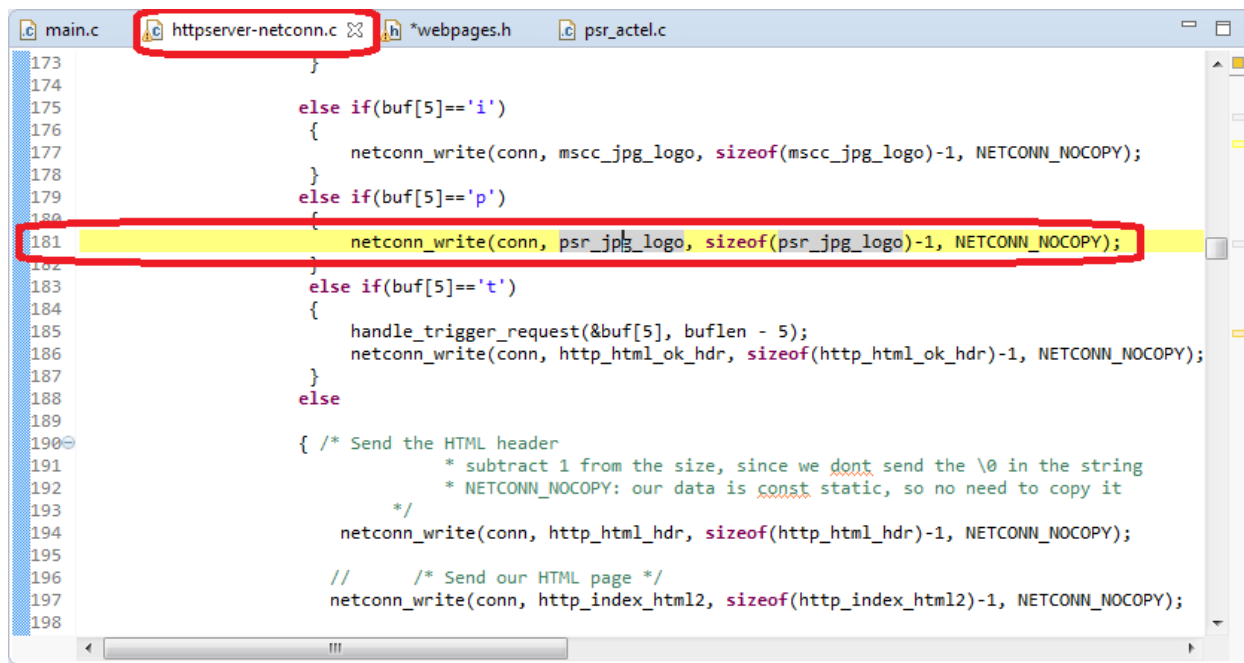 main.c httpserver-netconn.c *webpages.h psr_actel.c
173 }
174
175 else if(buf[5]=='i')
176 {
177 netconn_write(conn, mscc_jpg_logo, sizeof(mscc_jpg_logo)-1, NETCONN_NOCOPY);
178 }
179 else if(buf[5]=='p')
180 {
181 netconn_write(conn, psr_jpg_logo, sizeof(psr_jpg_logo)-1, NETCONN_NOCOPY);
182 }
183 else if(buf[5]=='t')
184 {
185 handle_trigger_request(&buf[5], buflen - 5);
186 netconn_write(conn, http_html_ok_hdr, sizeof(http_html_ok_hdr)-1, NETCONN_NOCOPY);
187 }
188 else
189
190 { /* Send the HTML header
191 * subtract 1 from the size, since we dont send the \0 in the string
192 * NETCONN_NOCOPY: our data is const static, so no need to copy it
193 */
194 netconn_write(conn, http_html_hdr, sizeof(http_html_hdr)-1, NETCONN_NOCOPY);
195
196 // /* Send our HTML page */
197 netconn_write(conn, http_index_html2, sizeof(http_index_html2)-1, NETCONN_NOCOPY);
198